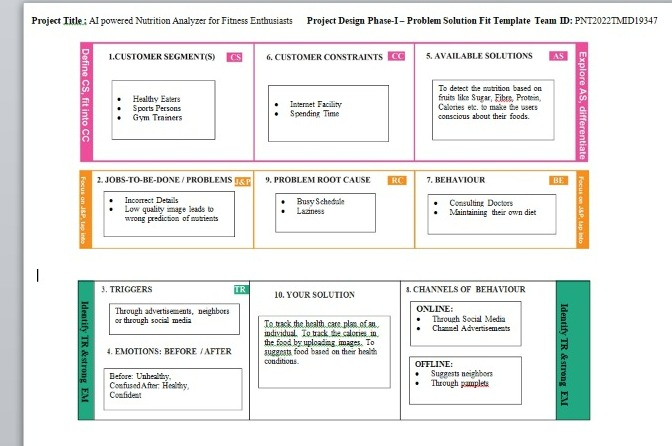 Project Title : AI powered Nutrition Analyzer for Fitness Enthusiasts Project Design Phase-I – Problem Solution Fit Template Team ID: PNT2022TMID19347
Define CS, fit into CC
1.CUSTOMER SEGMENT(S) CS
Healthy Eaters
Sports Persons
Gym Trainers
6. CUSTOMER CONSTRAINTS CC
Internet Facility
Spending Time
5. AVAILABLE SOLUTIONS AS
To detect the nutrition based on
fruits like Sugar, Fibre, Protein,
Calories etc. to make the users
conscious about their foods.
Explore AS, differentiate
Focus on J&P, tap into
2. JOBS-TO-BE-DONE / PROBLEMS J&P
Incorrect Details
Low quality image leads to
wrong prediction of nutrients
9. PROBLEM ROOT CAUSE RC
Busy Schedule
Laziness
7. BEHAVIOUR BE
Consulting Doctors
Maintaining their own diet
Focus on J&P, tap into
Identify TR & strong EM
3. TRIGGERS TR
Through advertisements, neighbors
or through social media
4. EMOTIONS: BEFORE / AFTER
Before: Unhealthy,
ConfusedAfter: Healthy,
Confident
10. YOUR SOLUTION
To track the health care plan of an
individual. To track the calories in
the food by uploading images. To
suggests food based on their health
conditions.
8. CHANNELS OF BEHAVIOUR
ONLINE:
Through Social Media
Channel Advertisements
OFFLINE:
Suggests neighbors
Through pamplets
Identify TR & strong EM